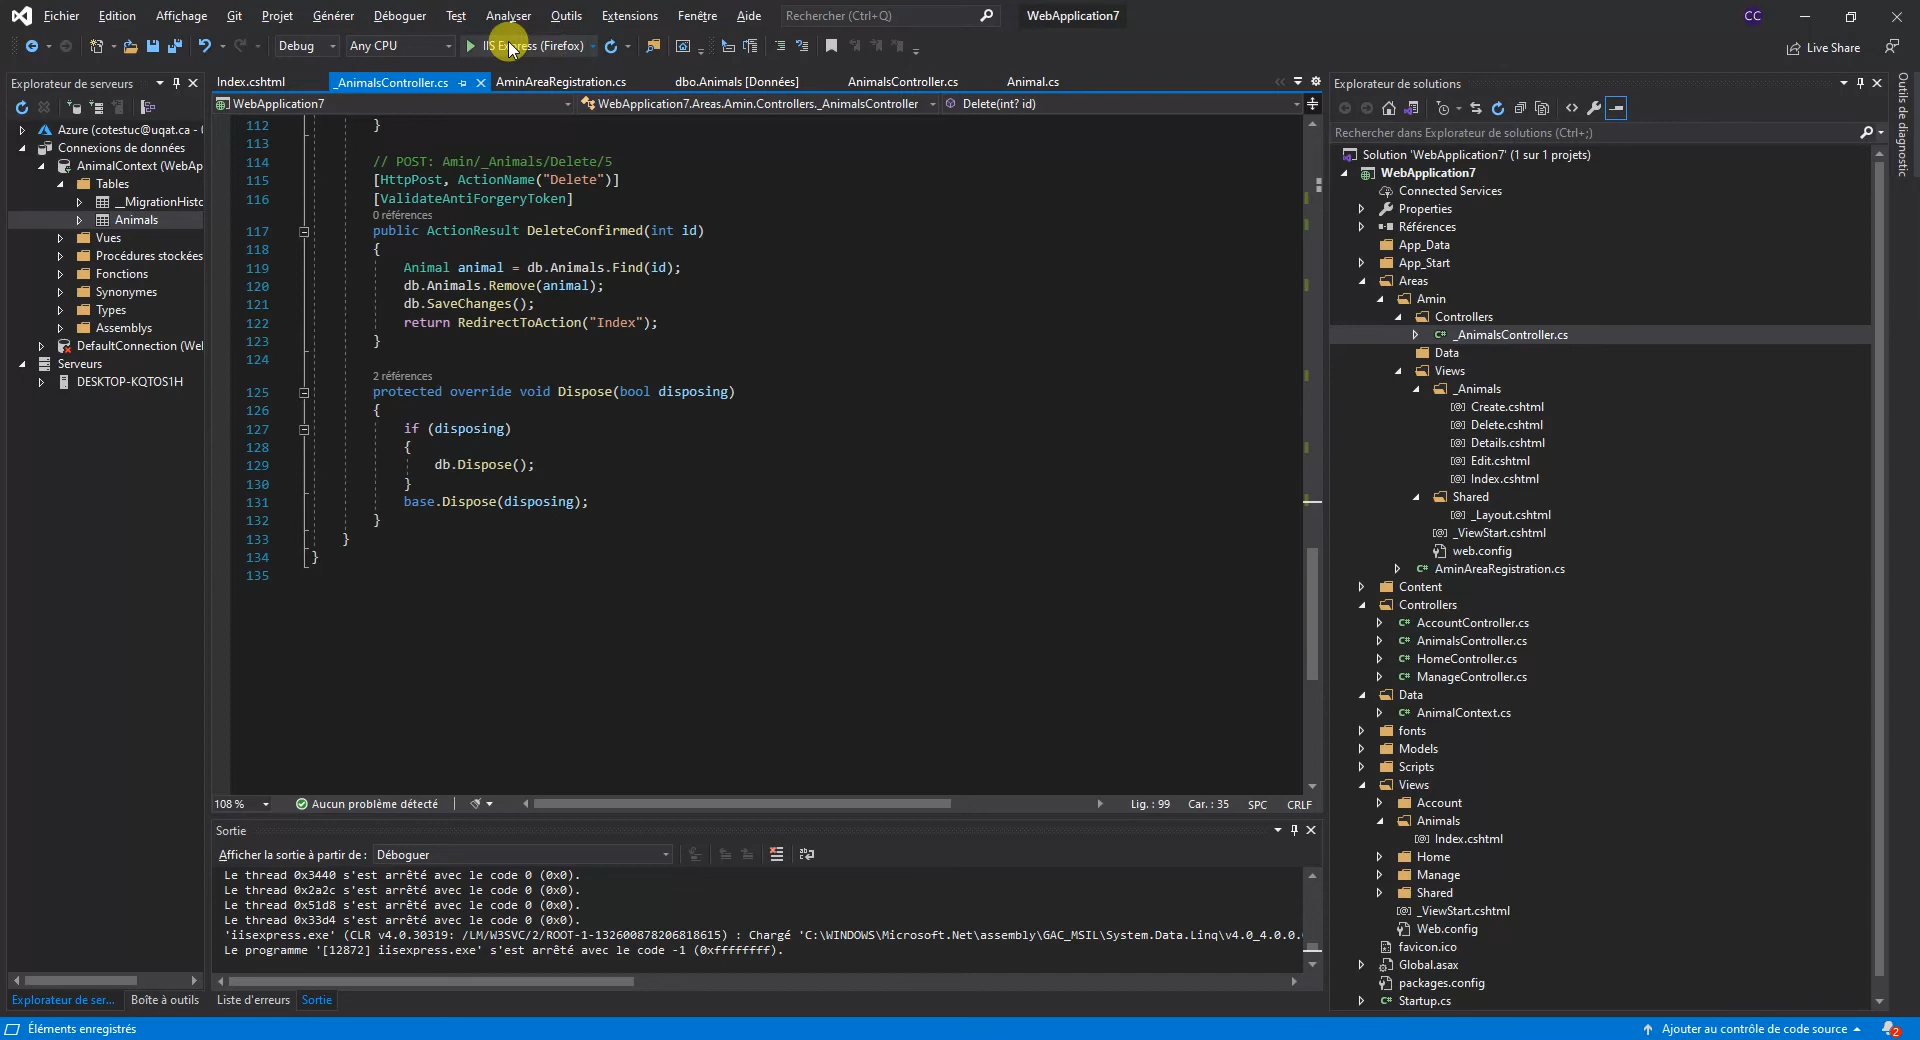 Fichier Edition Affichage Git Projet Générer Déboguer Test Analyser Outils Extensions Fenêtre Aide Rechercher (Ctrl+Q) WebApplication7 CC
Debug Any CPU IIS Express (Firefox) Live Share
Explorateur de serveurs
Azure (cotestuc@uqat.ca -
Connexions de données
AnimalContext (WebAp
Tables
__MigrationHisto
Animals
Vues
Procédures stockées
Fonctions
Synonymes
Types
Assemblys
DefaultConnection (Wel
Serveurs
DESKTOP-KQTOS1H
Explorateur de ser... Boîte à outils
Index.cshtml _AnimalsController.cs AminAreaRegistration.cs dbo.Animals [Données] AnimalsController.cs Animal.cs
WebApplication7 WebApplication7.Areas.Amin.Controllers._AnimalsController Delete(int? id)
112 }
113
114 // POST: Amin/_Animals/Delete/5
115 [HttpPost, ActionName("Delete")]
116 [ValidateAntiForgeryToken]
0 références
117 public ActionResult DeleteConfirmed(int id)
118 {
119 Animal animal = db.Animals.Find(id);
120 db.Animals.Remove(animal);
121 db.SaveChanges();
122 return RedirectToAction("Index");
123 }
124
2 références
125 protected override void Dispose(bool disposing)
126 {
127 if (disposing)
128 {
129 db.Dispose();
130 }
131 base.Dispose(disposing);
132 }
133 }
134 }
135
108 % Aucun problème détecté Lig. : 99 Car. : 35 SPC CRLF
Sortie
Afficher la sortie à partir de : Déboguer
Le thread 0x3440 s'est arrêté avec le code 0 (0x0).
Le thread 0x2a2c s'est arrêté avec le code 0 (0x0).
Le thread 0x51d8 s'est arrêté avec le code 0 (0x0).
Le thread 0x33d4 s'est arrêté avec le code 0 (0x0).
'iisexpress.exe' (CLR v4.0.30319: /LM/W3SVC/2/ROOT-1-132600878206818615) : Chargé 'C:\WINDOWS\Microsoft.Net\assembly\GAC_MSIL\System.Data.Linq\v4.0_4.0.0.
Le programme '[12872] iisexpress.exe' s'est arrêté avec le code -1 (0xffffffff).
Liste d'erreurs Sortie
Explorateur de solutions
Rechercher dans Explorateur de solutions (Ctrl+;)
Solution 'WebApplication7' (1 sur 1 projets)
WebApplication7
Connected Services
Properties
Références
App_Data
App_Start
Areas
Amin
Controllers
_AnimalsController.cs
Data
Views
_Animals
Create.cshtml
Delete.cshtml
Details.cshtml
Edit.cshtml
Index.cshtml
Shared
_Layout.cshtml
_ViewStart.cshtml
web.config
AminAreaRegistration.cs
Content
Controllers
AccountController.cs
AnimalsController.cs
HomeController.cs
ManageController.cs
Data
AnimalContext.cs
fonts
Models
Scripts
Views
Account
Animals
Index.cshtml
Home
Manage
Shared
_ViewStart.cshtml
Web.config
favicon.ico
Global.asax
packages.config
Startup.cs
Outils de diagnostic
Éléments enregistrés Ajouter au contrôle de code source 2